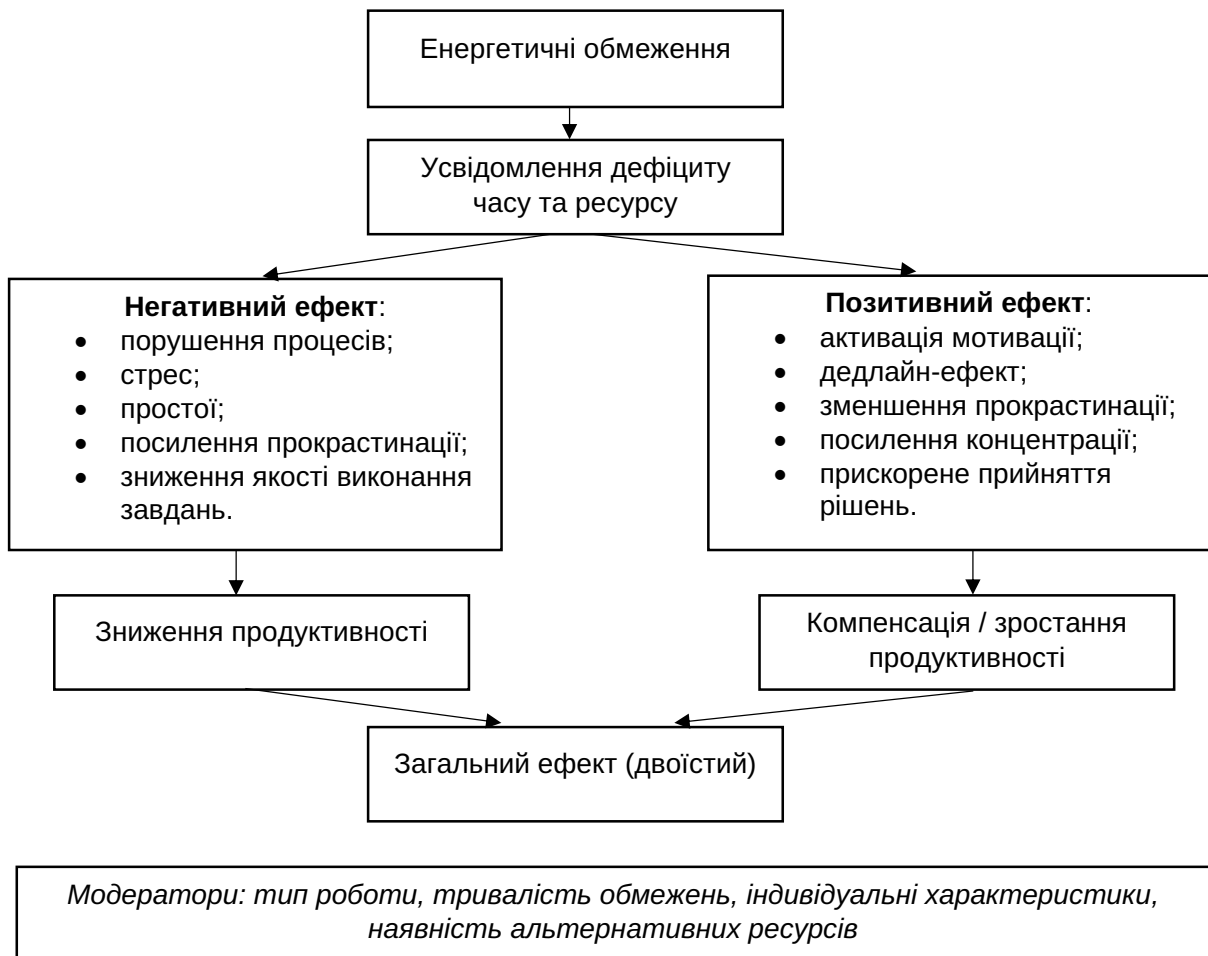 Енергетичні обмеження
Усвідомлення дефіциту
часу та ресурсу
Негативний ефект:
• порушення процесів;
• стрес;
• простої;
• посилення прокрастинації;
• зниження якості виконання
завдань.
Позитивний ефект:
• активація мотивації;
• дедлайн-ефект;
• зменшення прокрастинації;
• посилення концентрації;
• прискорене прийняття
рішень.
Зниження продуктивності
Компенсація / зростання
продуктивності
Загальний ефект (двоїстий)
Модератори: тип роботи, тривалість обмежень, індивідуальні характеристики,
наявність альтернативних ресурсів